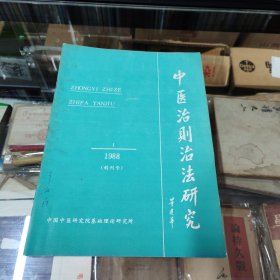 ZHONGYI ZHIZE
ZHIFA YANJIU
中医治则治法研究
1
1988
(创刊号)
中国中医研究院基础理论研究所